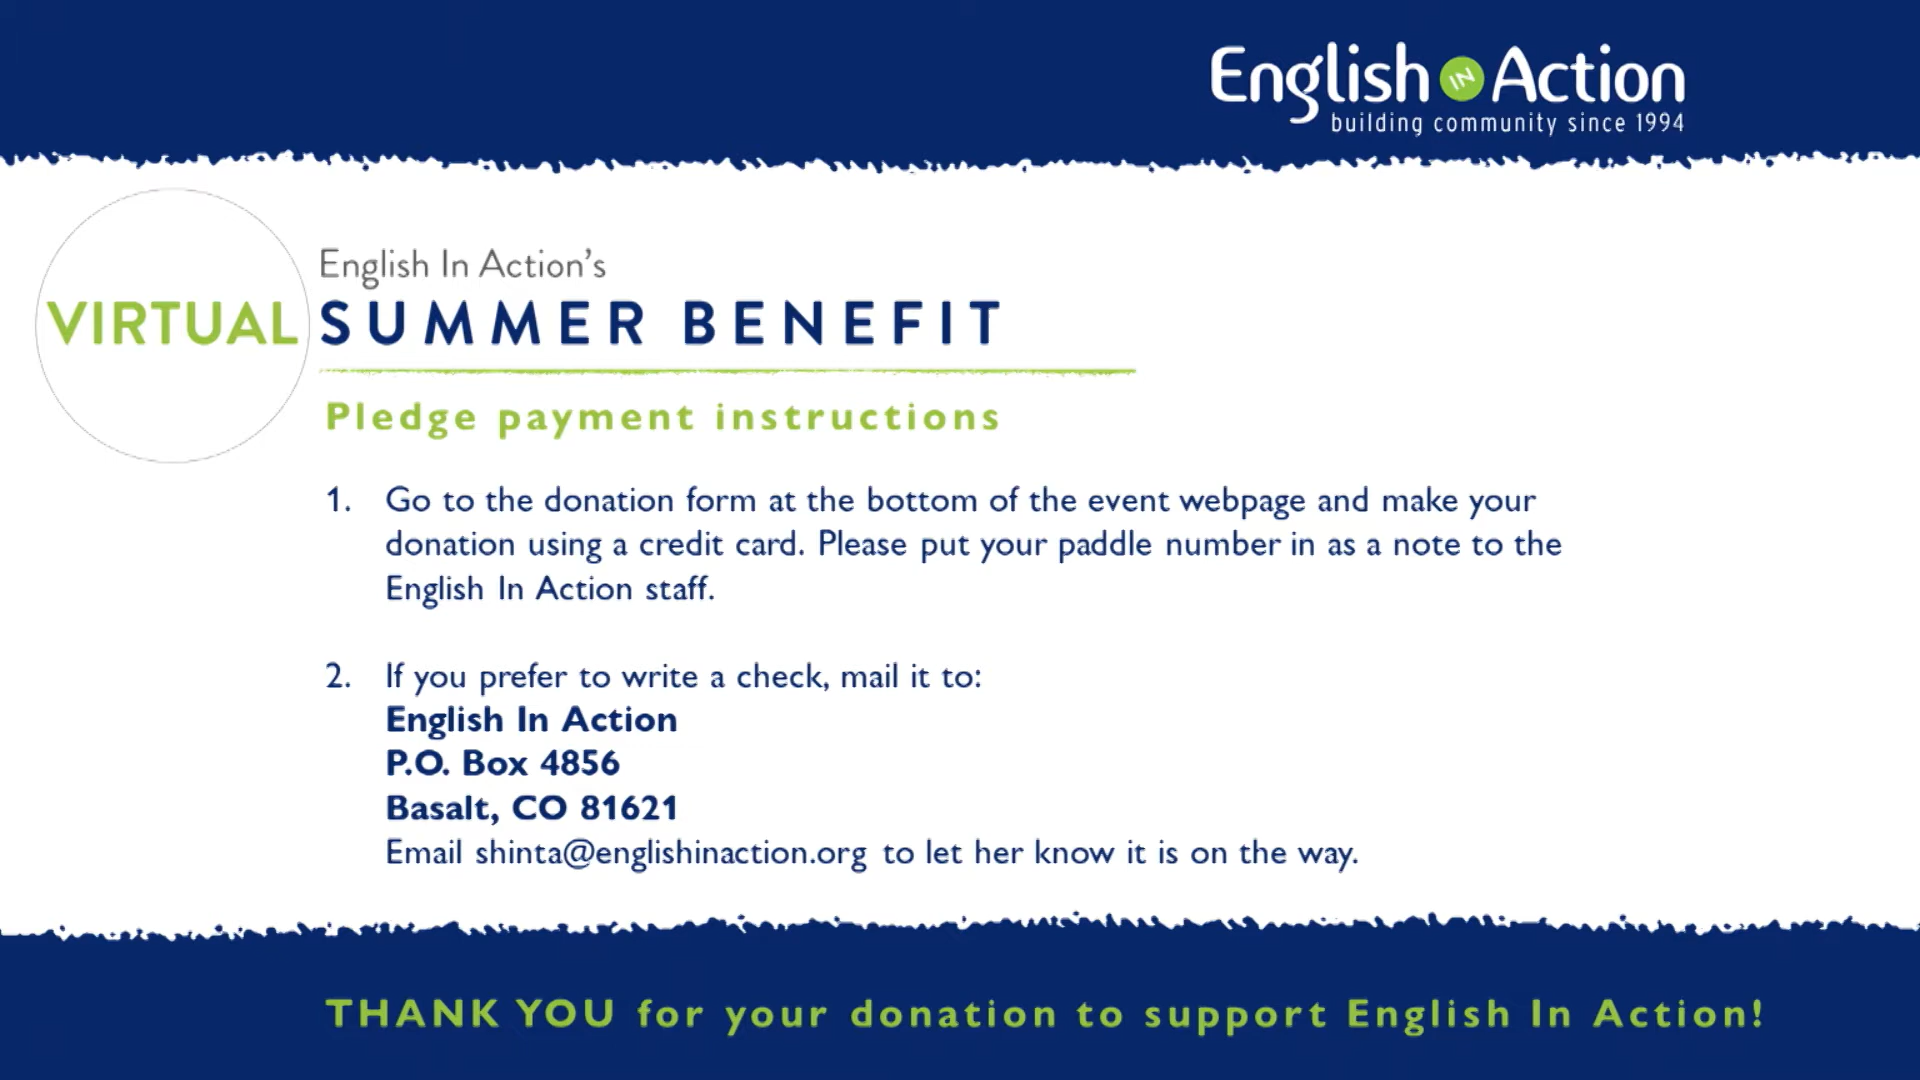 English IN Action
building community since 1994
English In Action’s
VIRTUAL SUMMER BENEFIT
Pledge payment instructions
1. Go to the donation form at the bottom of the event webpage and make your
donation using a credit card. Please put your paddle number in as a note to the
English In Action staff.
2. If you prefer to write a check, mail it to:
English In Action
P.O. Box 4856
Basalt, CO 81621
Email shinta@englishinaction.org to let her know it is on the way.
THANK YOU for your donation to support English In Action!